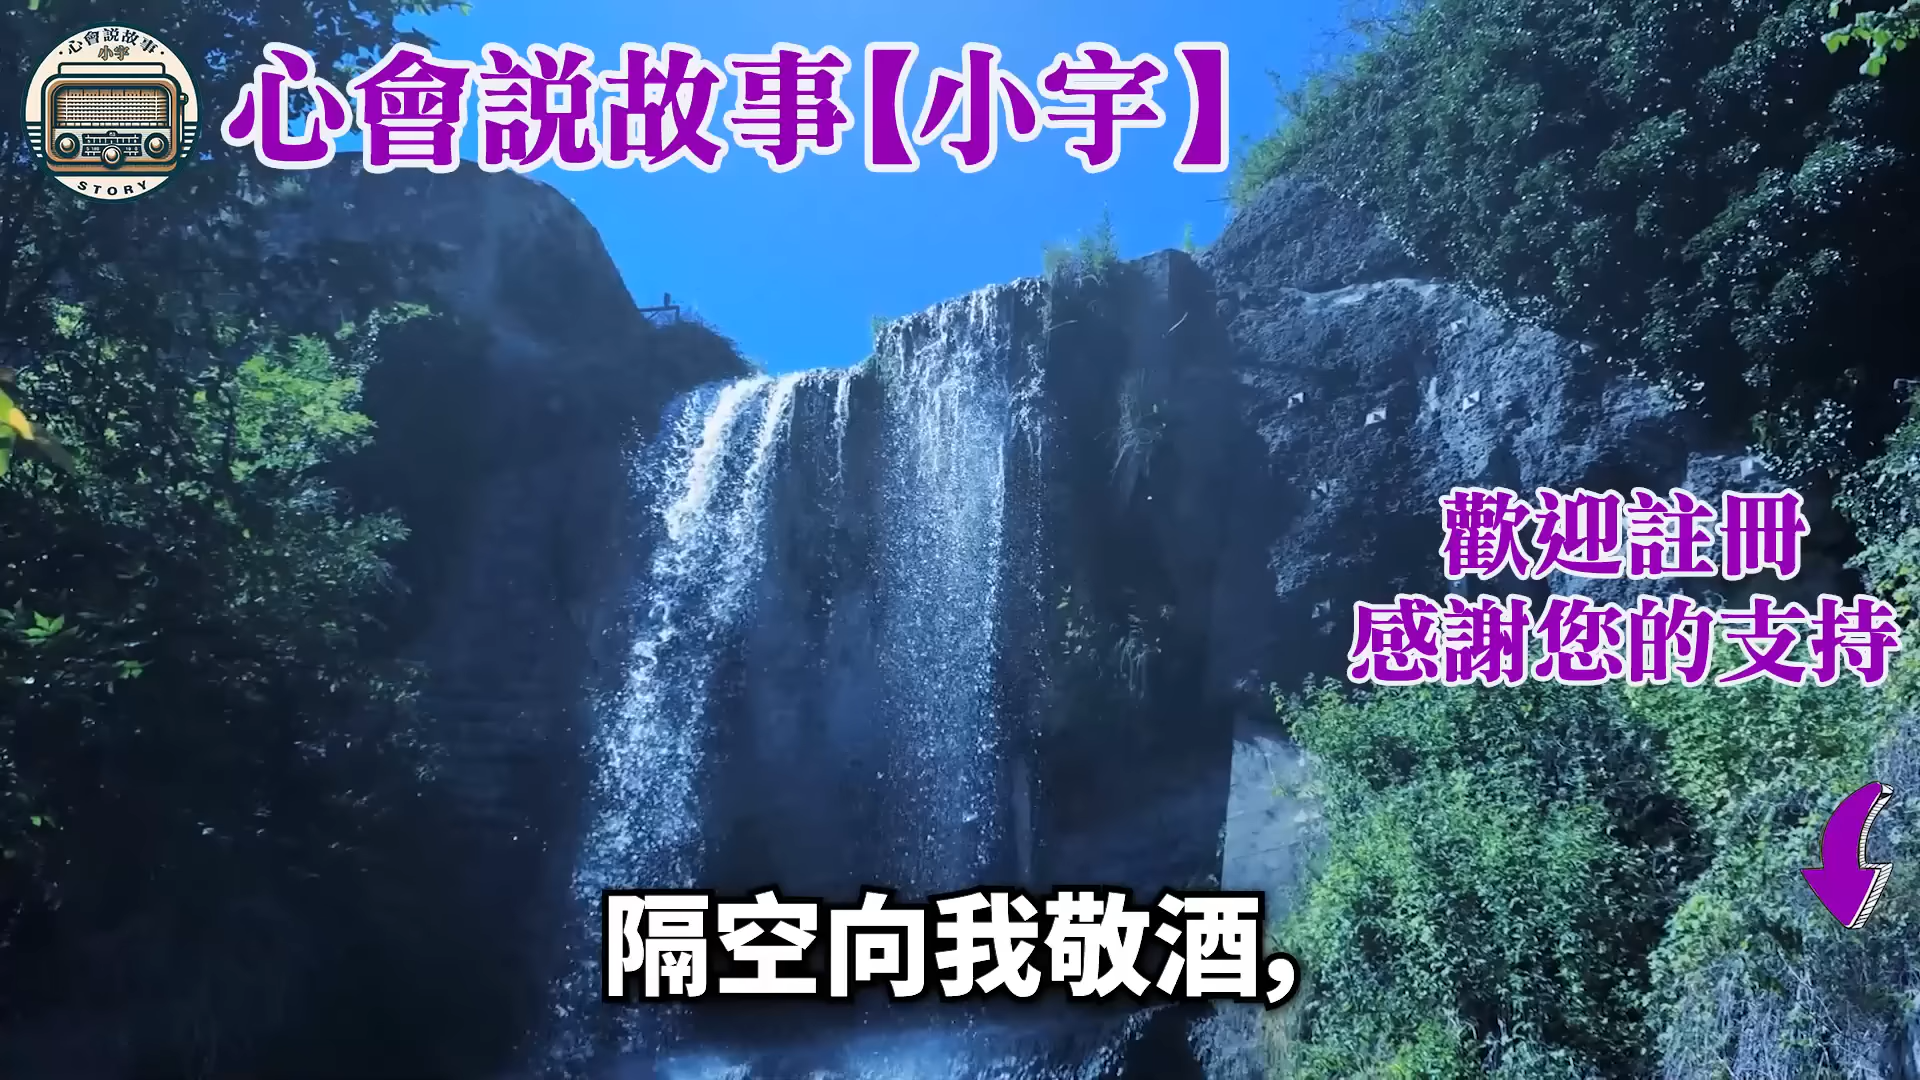 ·心會説故事·
小宇
STORY
心會説故事【小宇】
歡迎註冊
感謝您的支持
隔空向我敬酒,